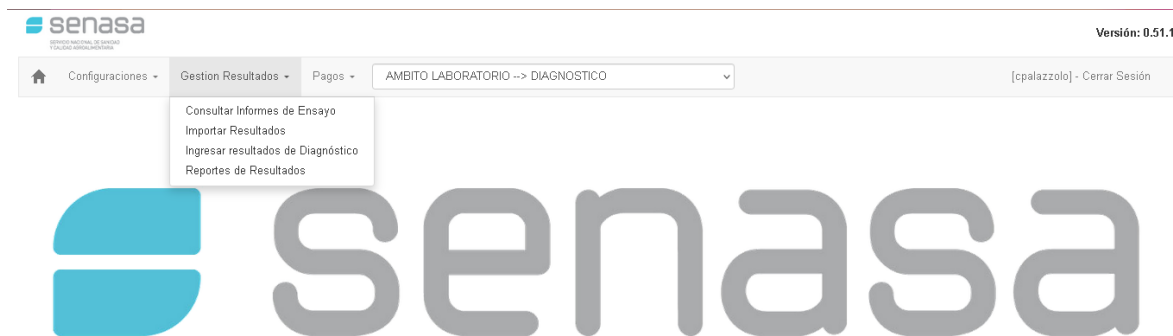 senasa
SERVICIO NACIONAL DE SANIDAD
Y CALIDAD AGROALIMENTARIA
Versión: 0.51.1
Configuraciones
Gestion Resultados
Pagos
AMBITO LABORATORIO --> DIAGNOSTICO
[cpalazzolo] - Cerrar Sesión
Consultar Informes de Ensayo
Importar Resultados
Ingresar resultados de Diagnóstico
Reportes de Resultados
senasa